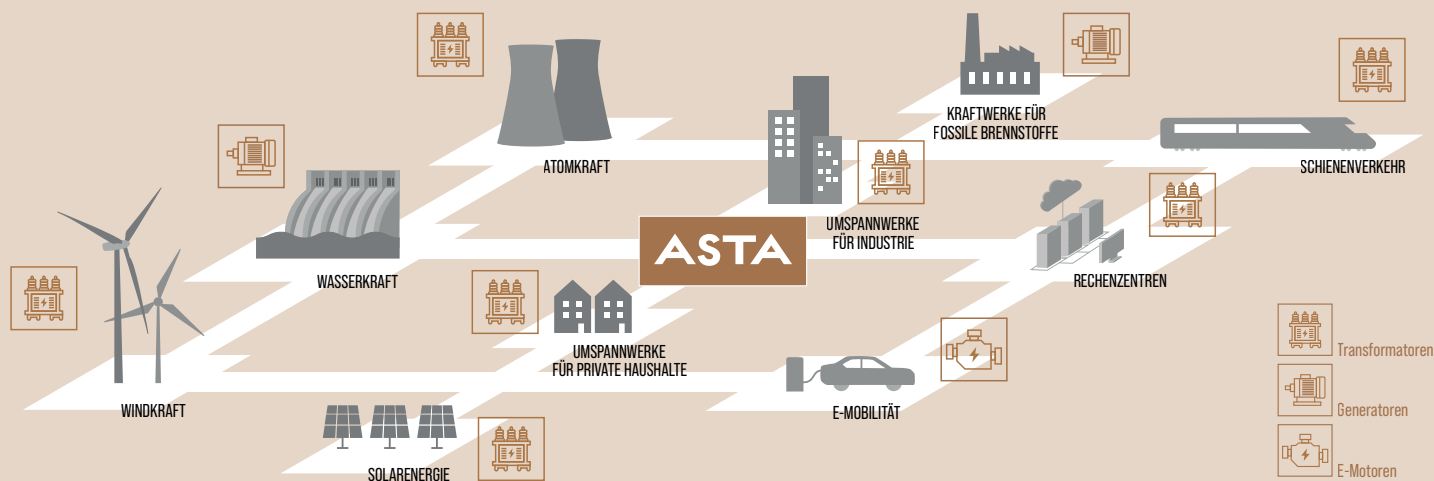 KRAFTWERKE FÜR
FOSSILE BRENNSTOFFE
ATOMKRAFT
SCHIENENVERKEHR
UMSPANNWERKE
FÜR INDUSTRIE
ASTA
WASSERKRAFT
RECHENZENTREN
UMSPANNWERKE
FÜR PRIVATE HAUSHALTE
WINDKRAFT
E-MOBILITÄT
SOLARENERGIE
Transformatoren
Generatoren
E-Motoren